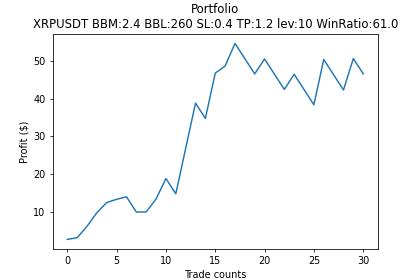 Portfolio
XRPUSDT BBM:2.4 BBL:260 SL:0.4 TP:1.2 lev:10 WinRatio:61.0
50
40
30
20
10
Profit ($)
0 5 10 15 20 25 30
Trade counts